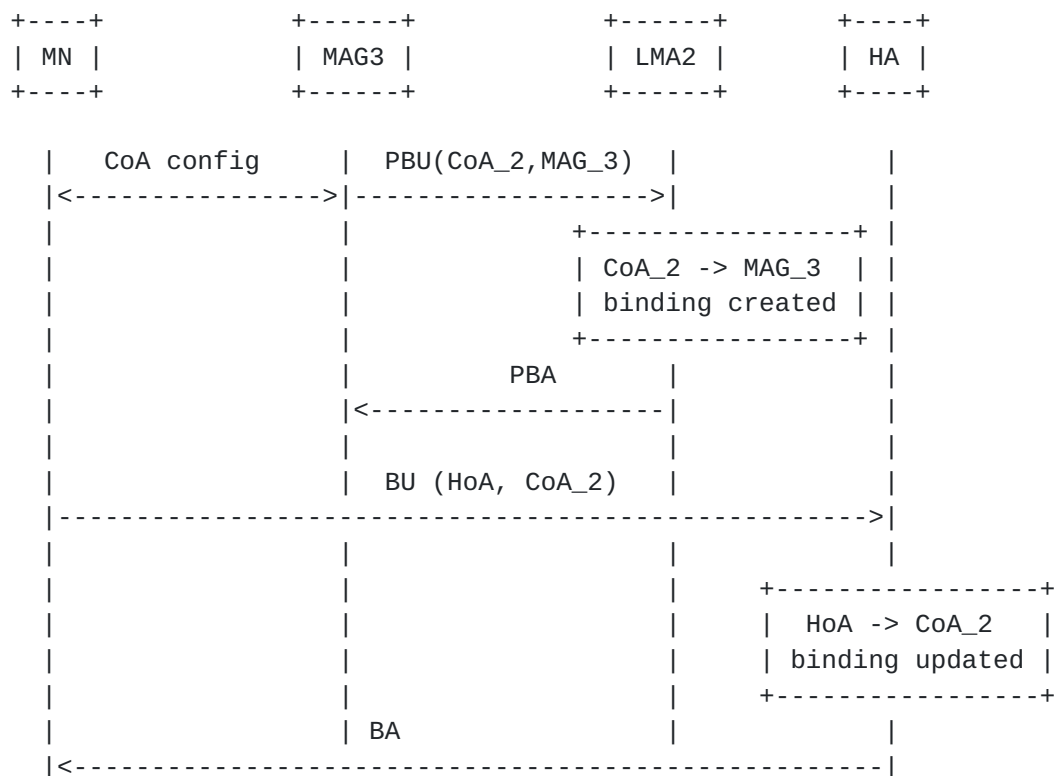 MN MAG3 LMA2 HA
CoA config PBU(CoA_2,MAG_3)
CoA_2 -> MAG_3
binding created
PBA
BU (HoA, CoA_2)
HoA -> CoA_2
binding updated
BA